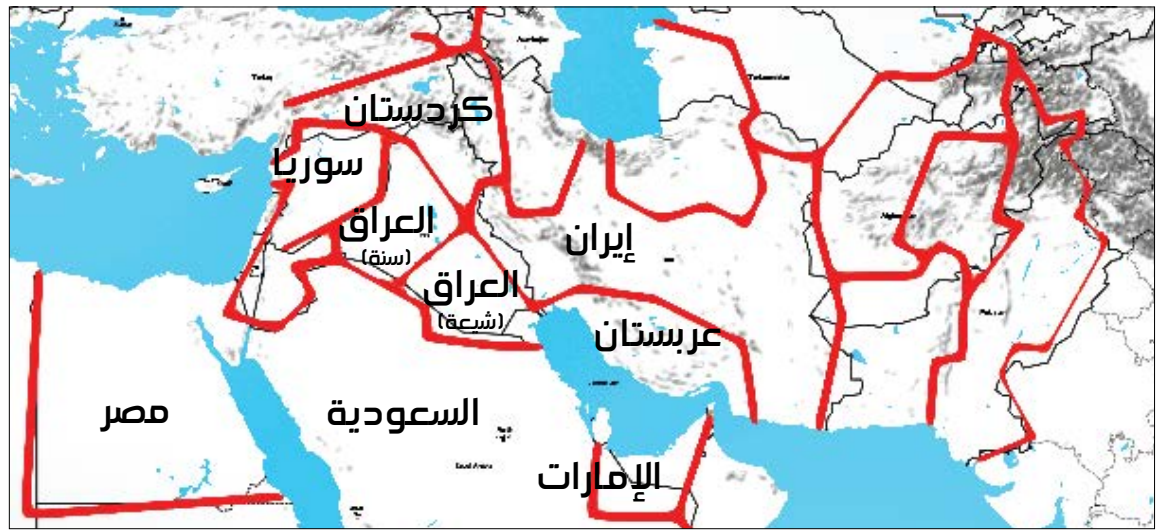 كردستان
سوريا
العراق
(سنة)
إيران
العراق
(شيعة)
عربستان
مصر
السعودية
الإمارات